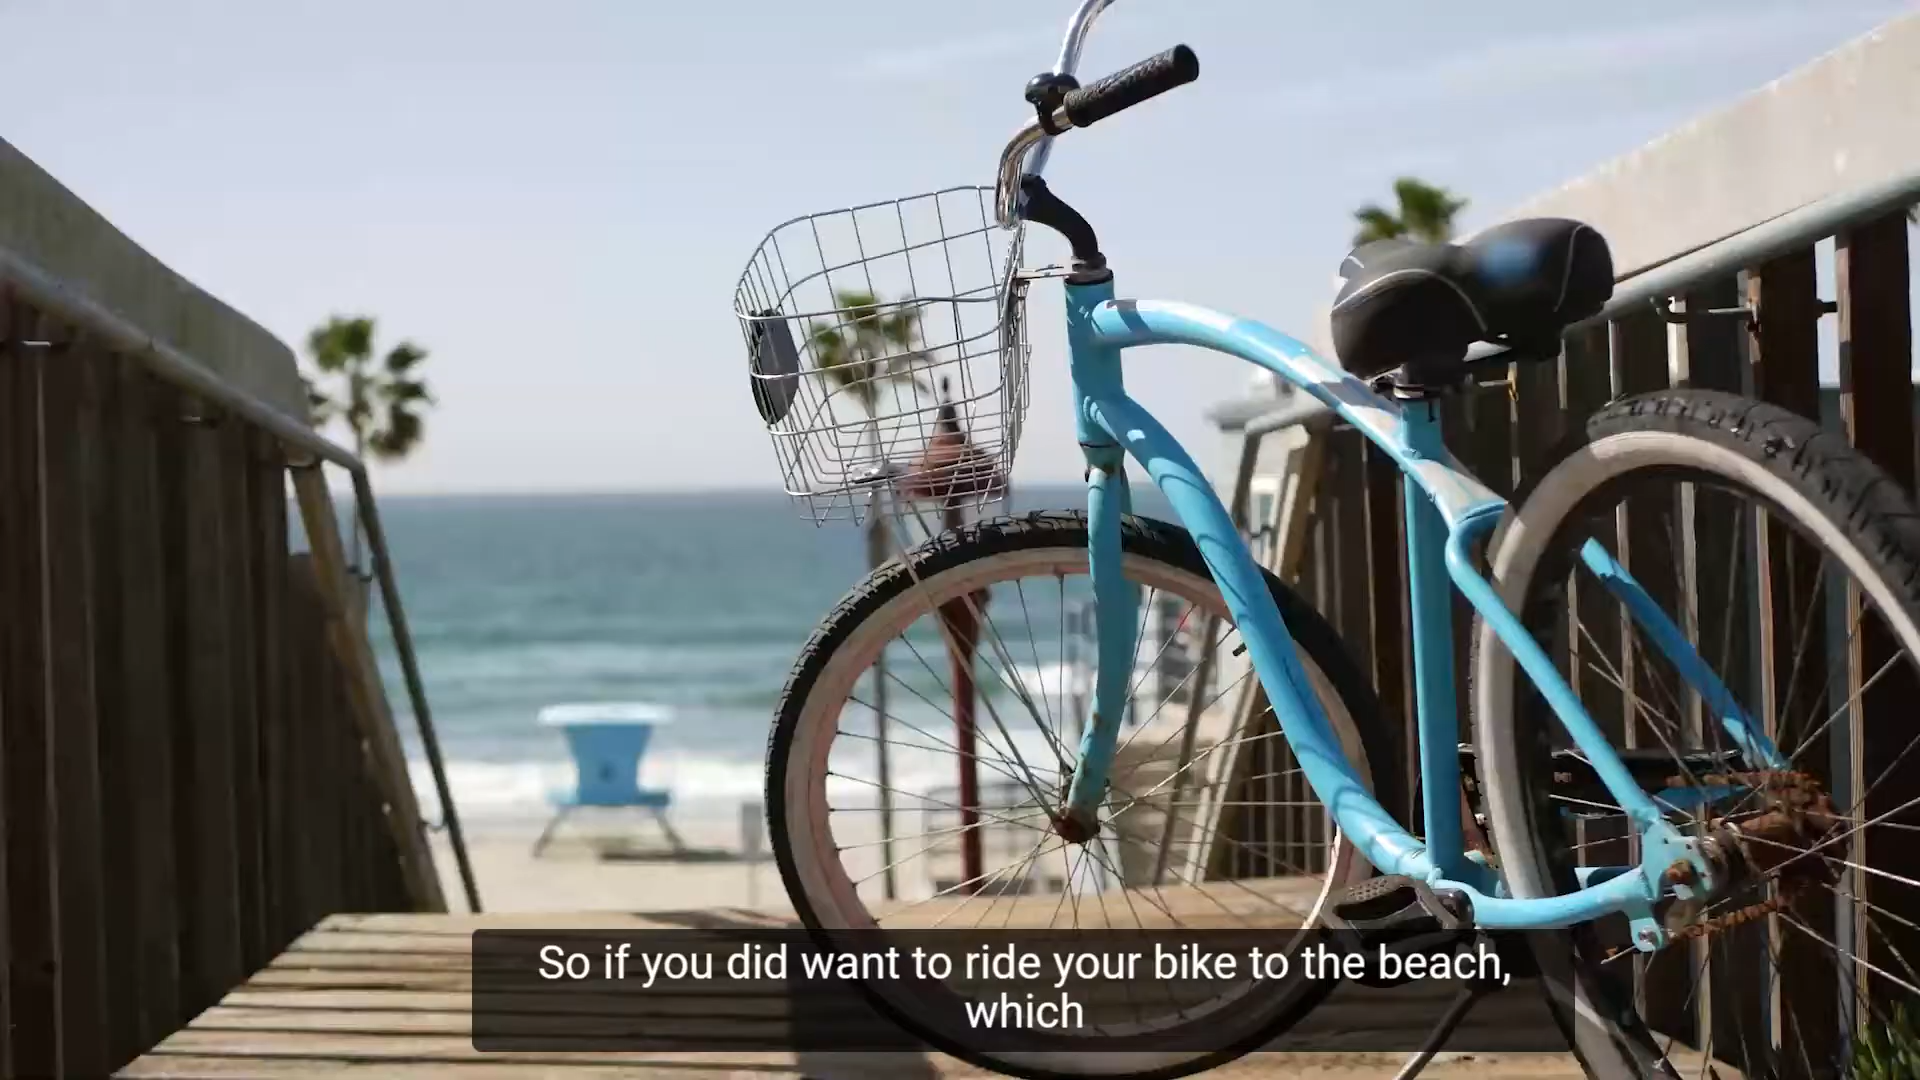 So if you did want to ride your bike to the beach,
which